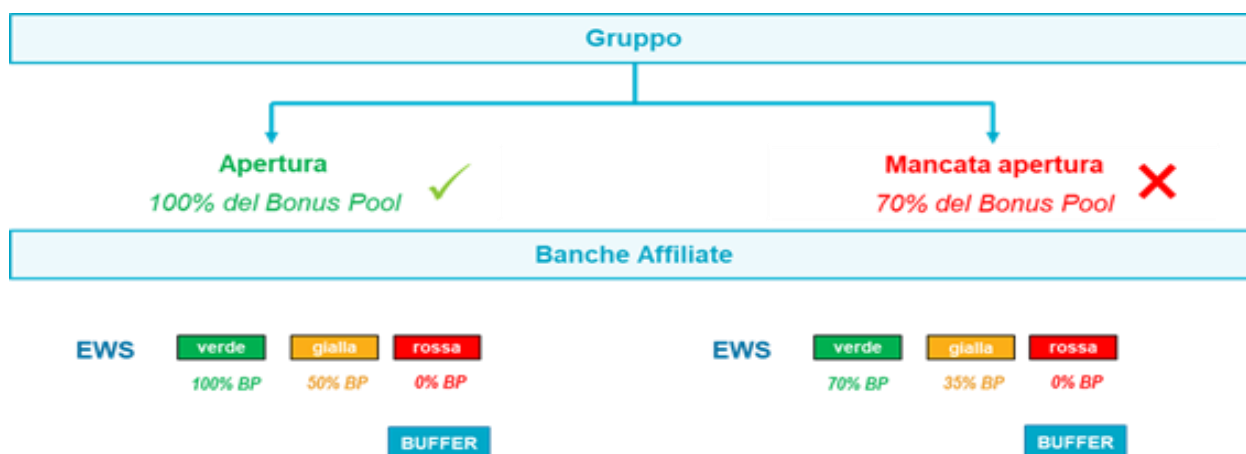 Gruppo
Apertura
100% del Bonus Pool
Mancata apertura
70% del Bonus Pool
Banche Affiliate
EWS verde gialla rossa
100% BP 50% BP 0% BP
BUFFER
EWS verde gialla rossa
70% BP 35% BP 0% BP
BUFFER